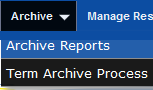 Archive Manage Res
Archive Reports
Term Archive Process